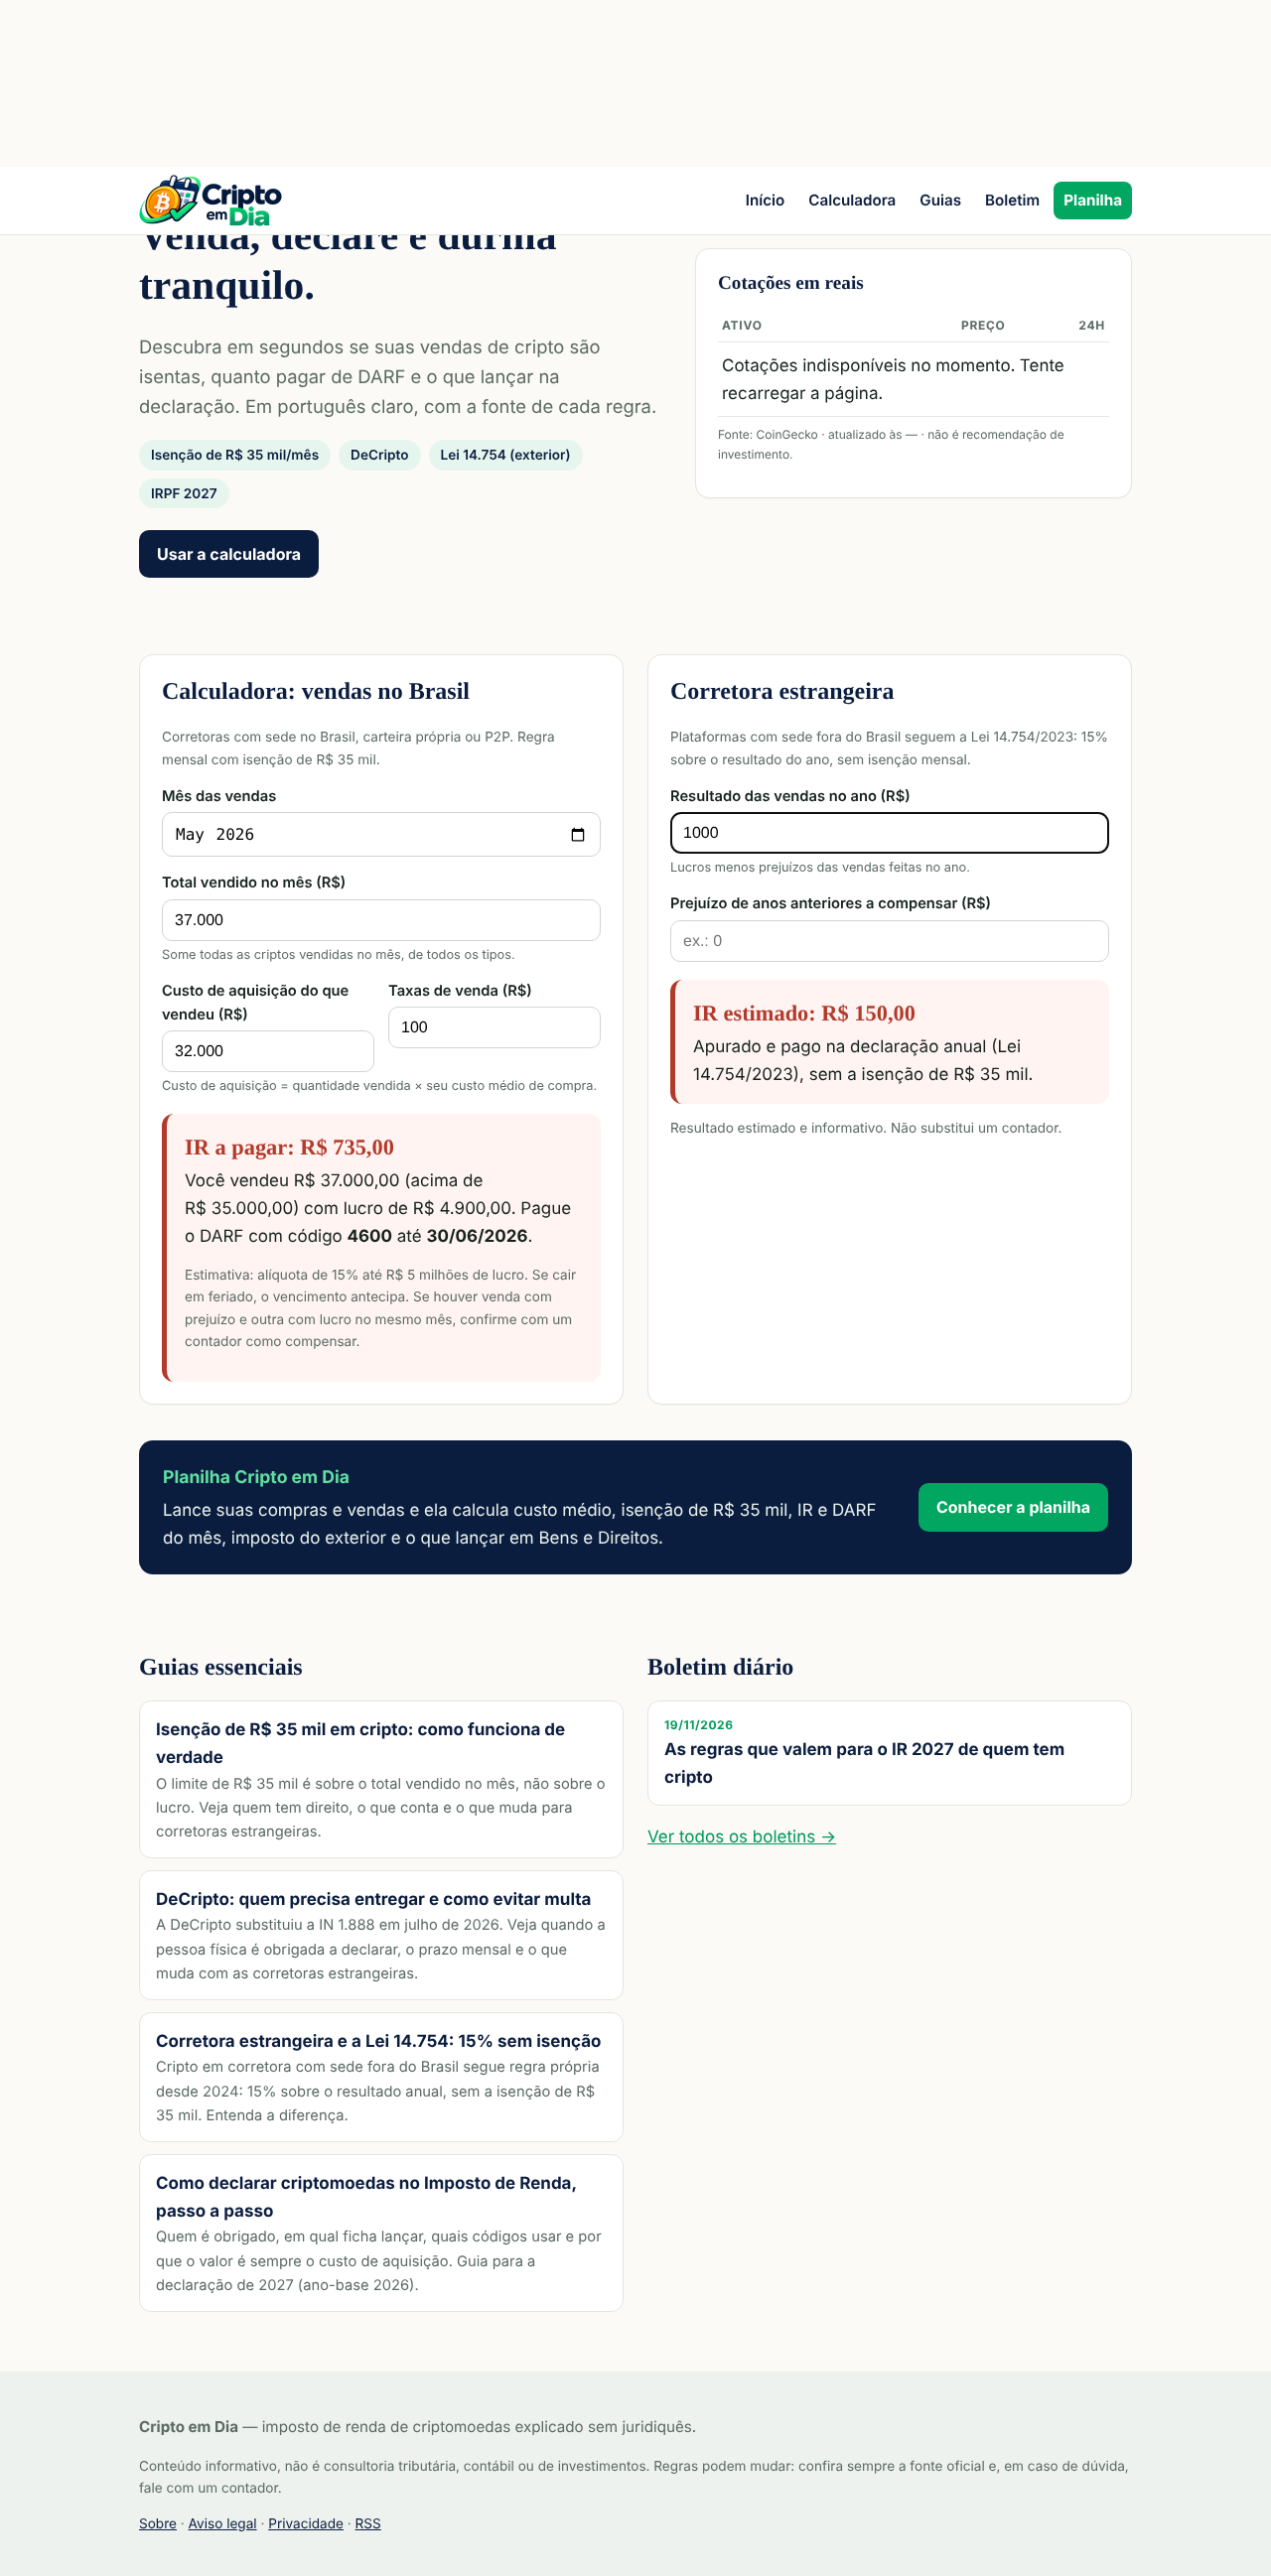 Cripto
em Dia
Início
Calculadora
Guias
Boletim
Planilha
Venda, declare e durma
tranquilo.
Descubra em segundos se suas vendas de cripto são
isentas, quanto pagar de DARF e o que lançar na
declaração. Em português claro, com a fonte de cada regra.
Isenção de R$ 35 mil/mês
DeCripto
Lei 14.754 (exterior)
IRPF 2027
Usar a calculadora
Cotações em reais
ATIVO PREÇO 24H
Cotações indisponíveis no momento. Tente
recarregar a página.
Fonte: CoinGecko · atualizado às — · não é recomendação de
investimento.
Calculadora: vendas no Brasil
Corretoras com sede no Brasil, carteira própria ou P2P. Regra
mensal com isenção de R$ 35 mil.
Mês das vendas
May 2026
Total vendido no mês (R$)
37.000
Some todas as criptos vendidas no mês, de todos os tipos.
Custo de aquisição do que
vendeu (R$)
32.000
Taxas de venda (R$)
100
Custo de aquisição = quantidade vendida × seu custo médio de compra.
IR a pagar: R$ 735,00
Você vendeu R$ 37.000,00 (acima de
R$ 35.000,00) com lucro de R$ 4.900,00. Pague
o DARF com código 4600 até 30/06/2026.
Estimativa: alíquota de 15% até R$ 5 milhões de lucro. Se cair
em feriado, o vencimento antecipa. Se houver venda com
prejuízo e outra com lucro no mesmo mês, confirme com um
contador como compensar.
Corretora estrangeira
Plataformas com sede fora do Brasil seguem a Lei 14.754/2023: 15%
sobre o resultado do ano, sem isenção mensal.
Resultado das vendas no ano (R$)
1000
Lucros menos prejuízos das vendas feitas no ano.
Prejuízo de anos anteriores a compensar (R$)
ex.: 0
IR estimado: R$ 150,00
Apurado e pago na declaração anual (Lei
14.754/2023), sem a isenção de R$ 35 mil.
Resultado estimado e informativo. Não substitui um contador.
Planilha Cripto em Dia
Lance suas compras e vendas e ela calcula custo médio, isenção de R$ 35 mil, IR e DARF
do mês, imposto do exterior e o que lançar em Bens e Direitos.
Conhecer a planilha
Guias essenciais
Isenção de R$ 35 mil em cripto: como funciona de
verdade
O limite de R$ 35 mil é sobre o total vendido no mês, não sobre o
lucro. Veja quem tem direito, o que conta e o que muda para
corretoras estrangeiras.
DeCripto: quem precisa entregar e como evitar multa
A DeCripto substituiu a IN 1.888 em julho de 2026. Veja quando a
pessoa física é obrigada a declarar, o prazo mensal e o que
muda com as corretoras estrangeiras.
Corretora estrangeira e a Lei 14.754: 15% sem isenção
Cripto em corretora com sede fora do Brasil segue regra própria
desde 2024: 15% sobre o resultado anual, sem a isenção de R$
35 mil. Entenda a diferença.
Como declarar criptomoedas no Imposto de Renda,
passo a passo
Quem é obrigado, em qual ficha lançar, quais códigos usar e por
que o valor é sempre o custo de aquisição. Guia para a
declaração de 2027 (ano-base 2026).
Boletim diário
19/11/2026
As regras que valem para o IR 2027 de quem tem
cripto
Ver todos os boletins →
Cripto em Dia — imposto de renda de criptomoedas explicado sem juridiquês.
Conteúdo informativo, não é consultoria tributária, contábil ou de investimentos. Regras podem mudar: confira sempre a fonte oficial e, em caso de dúvida,
fale com um contador.
Sobre · Aviso legal · Privacidade · RSS